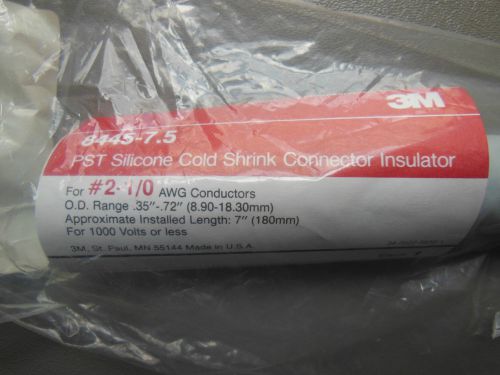 3M
8445-7.5
PST Silicone Cold Shrink Connector Insulator
For #2-1/0 AWG Conductors
O.D. Range .35"-.72" (8.90-18.30mm)
Approximate Installed Length: 7" (180mm)
For 1000 Volts or less
3M, St. Paul, MN 55144 Made in U.S.A.